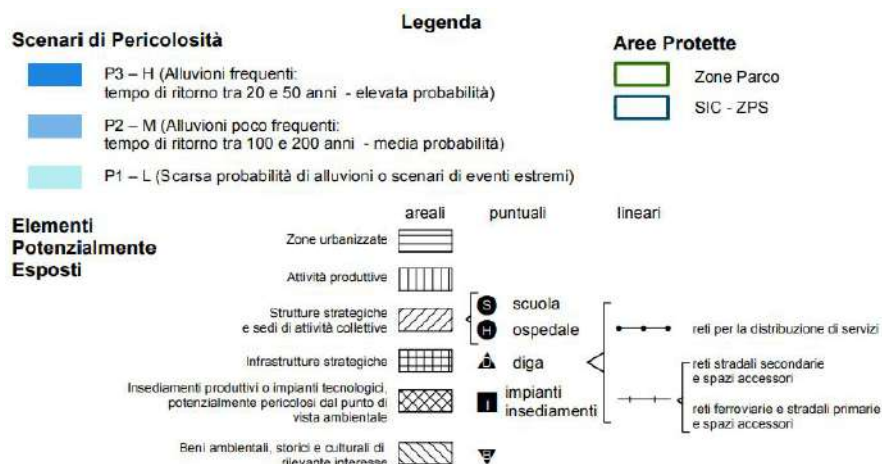 Legenda
Scenari di Pericolosità
P3 – H (Alluvioni frequenti:
tempo di ritorno tra 20 e 50 anni - elevata probabilità)
P2 – M (Alluvioni poco frequenti:
tempo di ritorno tra 100 e 200 anni - media probabilità)
P1 – L (Scarsa probabilità di alluvioni o scenari di eventi estremi)
Aree Protette
Zone Parco
SIC - ZPS
Elementi
Potenzialmente
Esposti
areali
puntuali
lineari
Zone urbanizzate
Attività produttive
Strutture strategiche
e sedi di attività collettive
S scuola
H ospedale
Infrastrutture strategiche
D diga
Insediamenti produttivi o impianti tecnologici,
potenzialmente pericolosi dal punto di
vista ambientale
I impianti
insediamenti
reti per la distribuzione di servizi
reti stradali secondarie
e spazi accessori
reti ferroviarie e stradali primarie
e spazi accessori
Beni ambientali, storici e culturali di
rilevante interesse
B